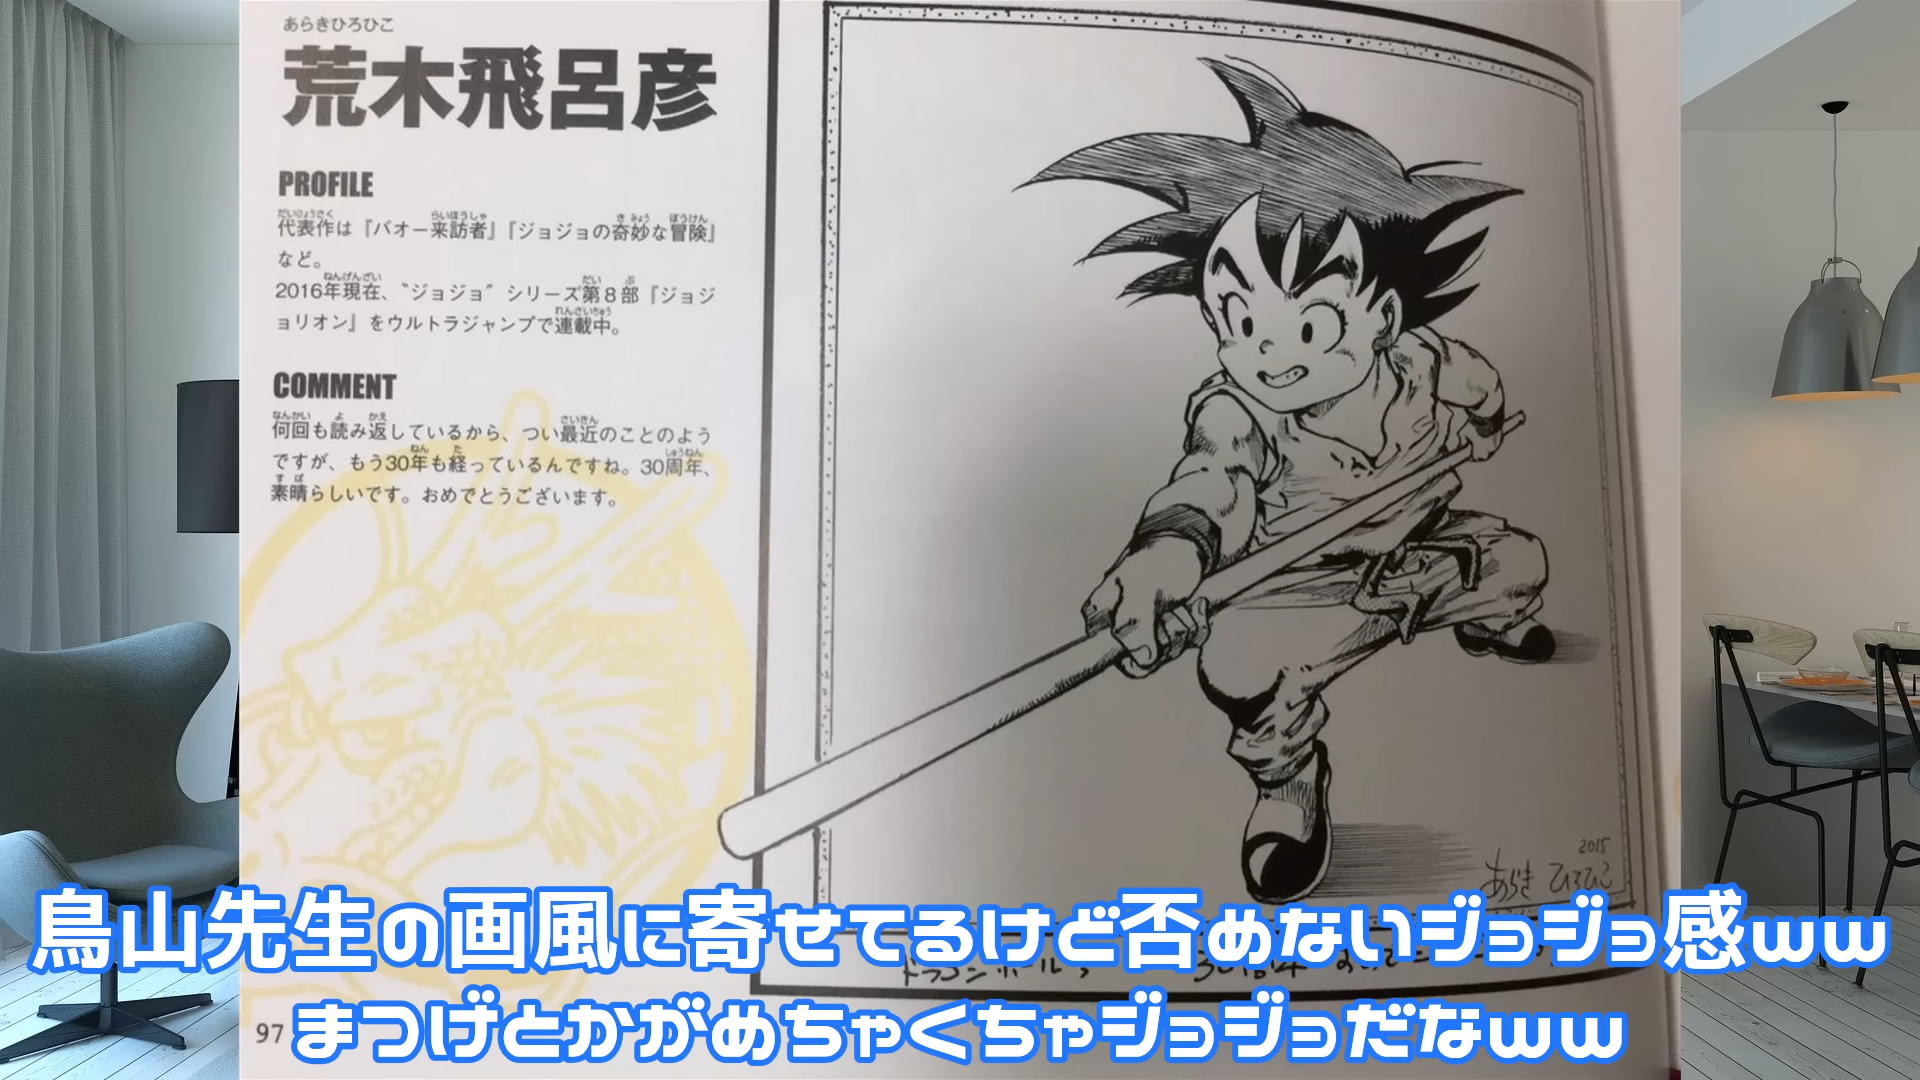 あらきひろひこ
荒木飛呂彦
PROFILE
代表作は『バオー来訪者』『ジョジョの奇妙な冒険』
など。
2016年現在、“ジョジョ”シリーズ第8部『ジョジ
ョリオン』をウルトラジャンプで連載中。
COMMENT
何回も読み返しているから、つい最近のことのよう
ですが、もう30年も経っているんですね。30周年、
素晴らしいです。おめでとうございます。
2015
あらきひろひこ
鳥山先生の画風に寄せてるけど否めないジョジョ感ww
まつげとかがめちゃくちゃジョジョだなww
97